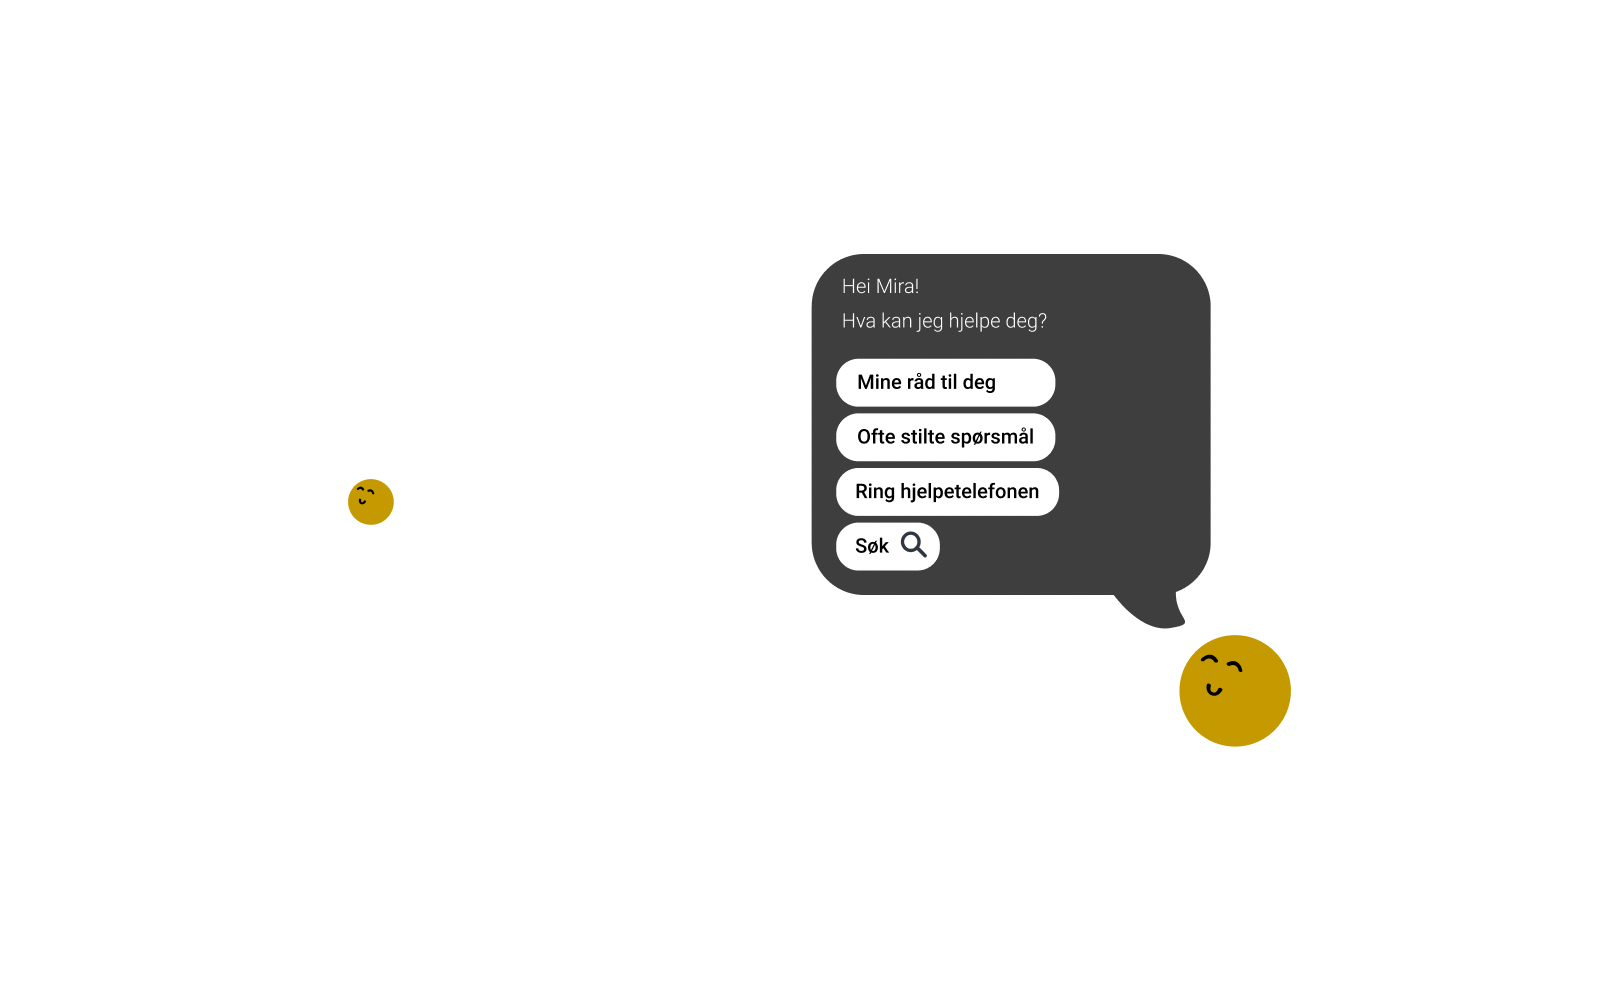 Hei Mira!
Hva kan jeg hjelpe deg?
Mine råd til deg
Ofte stilte spørsmål
Ring hjelpetelefonen
Søk